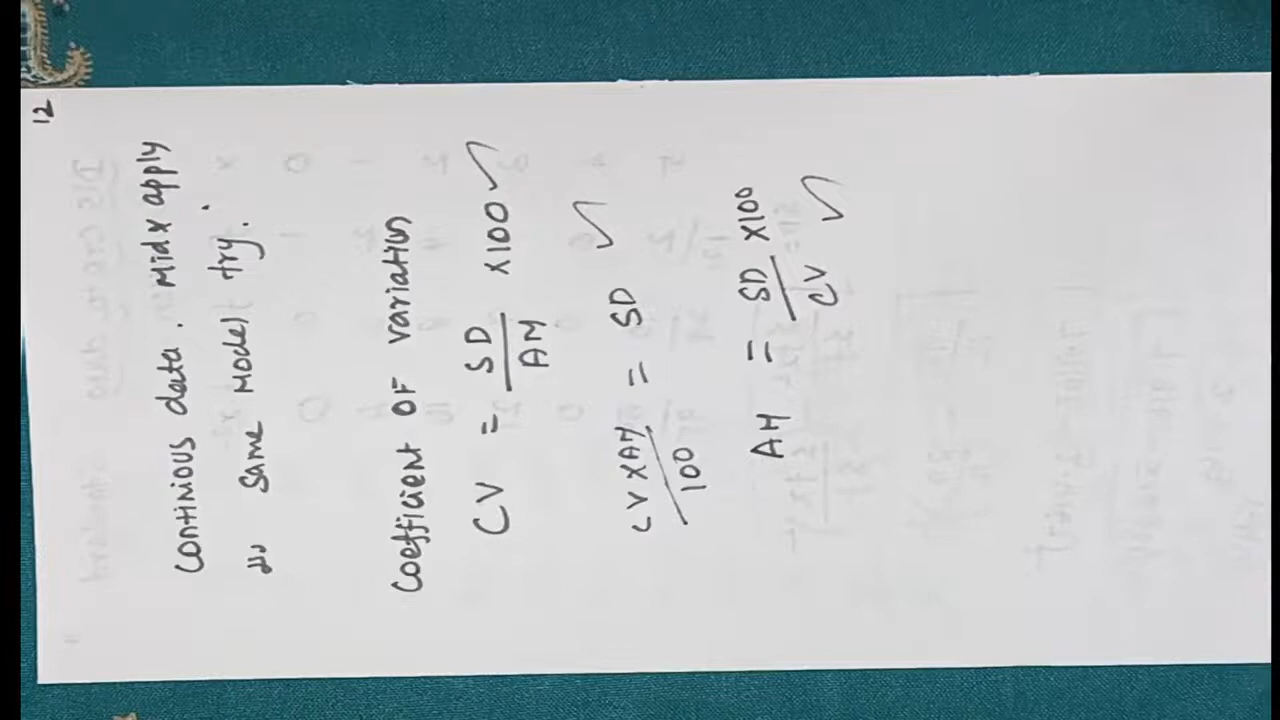 12
Continious data. Mid x apply
same Model try.
Coefficient OF variation
CV = SD/AM x100 ✓
CV x AM/100 = SD ✓
AM = SD/CV x100 ✓